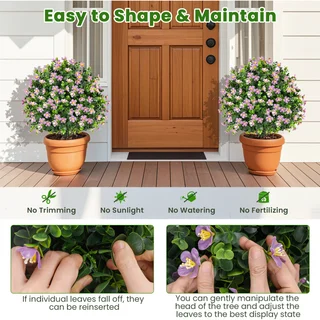 Easy to Shape & Maintain
No Trimming
No Sunlight
No Watering
No Fertilizing
If individual leaves fall off, they
can be reinserted
You can gently manipulate the
head of the tree and adjust the
leaves to the best display state